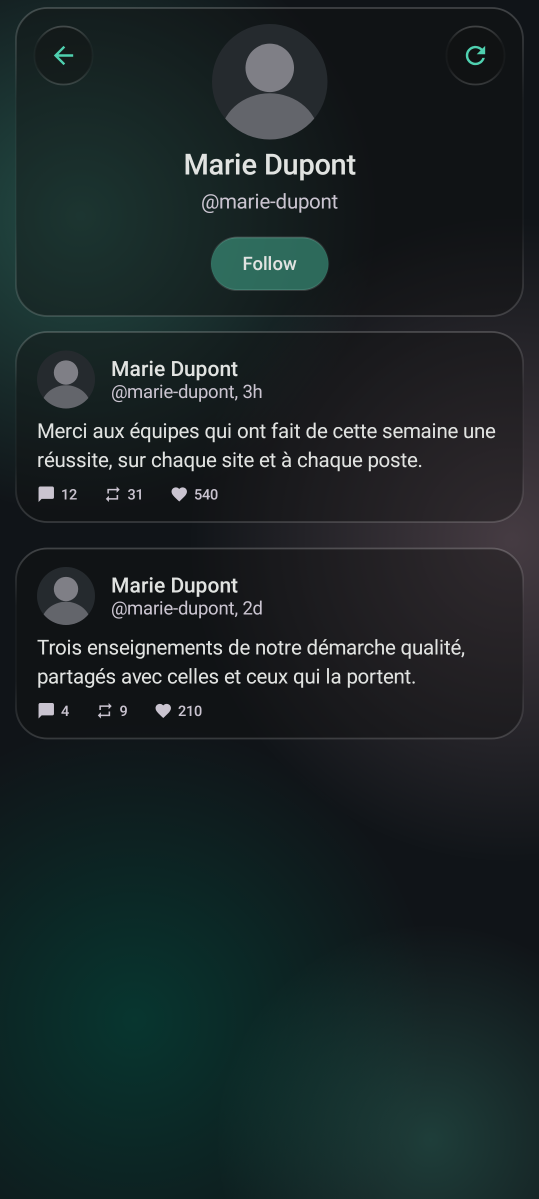 Marie Dupont
@marie-dupont
Follow
Marie Dupont
@marie-dupont, 3h
Merci aux équipes qui ont fait de cette semaine une
réussite, sur chaque site et à chaque poste.
12 31 540
Marie Dupont
@marie-dupont, 2d
Trois enseignements de notre démarche qualité,
partagés avec celles et ceux qui la portent.
4 9 210